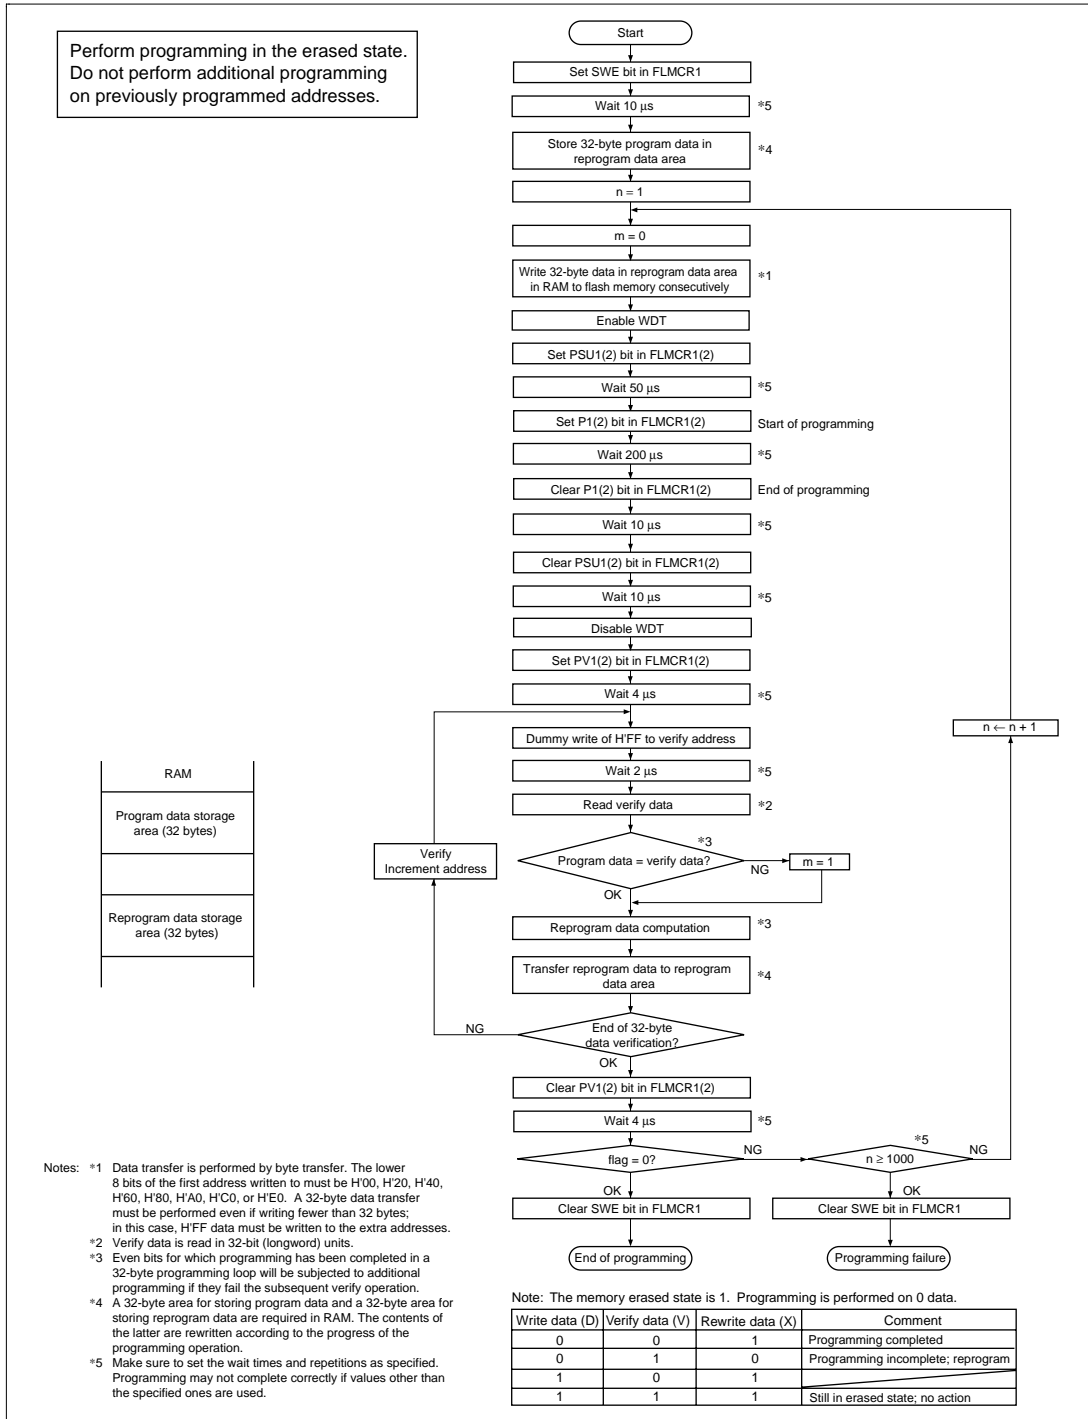 Perform programming in the erased state.
Do not perform additional programming
on previously programmed addresses.
Start
Set SWE bit in FLMCR1
Wait 10 µs
*5
Store 32-byte program data in
reprogram data area
*4
n = 1
m = 0
Write 32-byte data in reprogram data area
in RAM to flash memory consecutively
*1
Enable WDT
Set PSU1(2) bit in FLMCR1(2)
Wait 50 µs
*5
Set P1(2) bit in FLMCR1(2)
Start of programming
Wait 200 µs
*5
Clear P1(2) bit in FLMCR1(2)
End of programming
Wait 10 µs
*5
Clear PSU1(2) bit in FLMCR1(2)
Wait 10 µs
*5
Disable WDT
Set PV1(2) bit in FLMCR1(2)
Wait 4 µs
*5
n ← n + 1
Dummy write of H'FF to verify address
Wait 2 µs
*5
Read verify data
*2
*3
Program data = verify data?
NG
m = 1
OK
Verify
Increment address
Reprogram data computation
*3
Transfer reprogram data to reprogram
data area
*4
NG
End of 32-byte
data verification?
OK
Clear PV1(2) bit in FLMCR1(2)
Wait 4 µs
*5
flag = 0?
NG
*5
n ≥ 1000
NG
OK
OK
Clear SWE bit in FLMCR1
Clear SWE bit in FLMCR1
End of programming
Programming failure
RAM
Program data storage
area (32 bytes)
Reprogram data storage
area (32 bytes)
Notes: *1 Data transfer is performed by byte transfer. The lower
8 bits of the first address written to must be H'00, H'20, H'40,
H'60, H'80, H'A0, H'C0, or H'E0. A 32-byte data transfer
must be performed even if writing fewer than 32 bytes;
in this case, H'FF data must be written to the extra addresses.
*2 Verify data is read in 32-bit (longword) units.
*3 Even bits for which programming has been completed in a
32-byte programming loop will be subjected to additional
programming if they fail the subsequent verify operation.
*4 A 32-byte area for storing program data and a 32-byte area for
storing reprogram data are required in RAM. The contents of
the latter are rewritten according to the progress of the
programming operation.
*5 Make sure to set the wait times and repetitions as specified.
Programming may not complete correctly if values other than
the specified ones are used.
Note: The memory erased state is 1. Programming is performed on 0 data.
Write data (D) Verify data (V) Rewrite data (X) Comment
0 0 1 Programming completed
0 1 0 Programming incomplete; reprogram
1 0 1
1 1 1 Still in erased state; no action